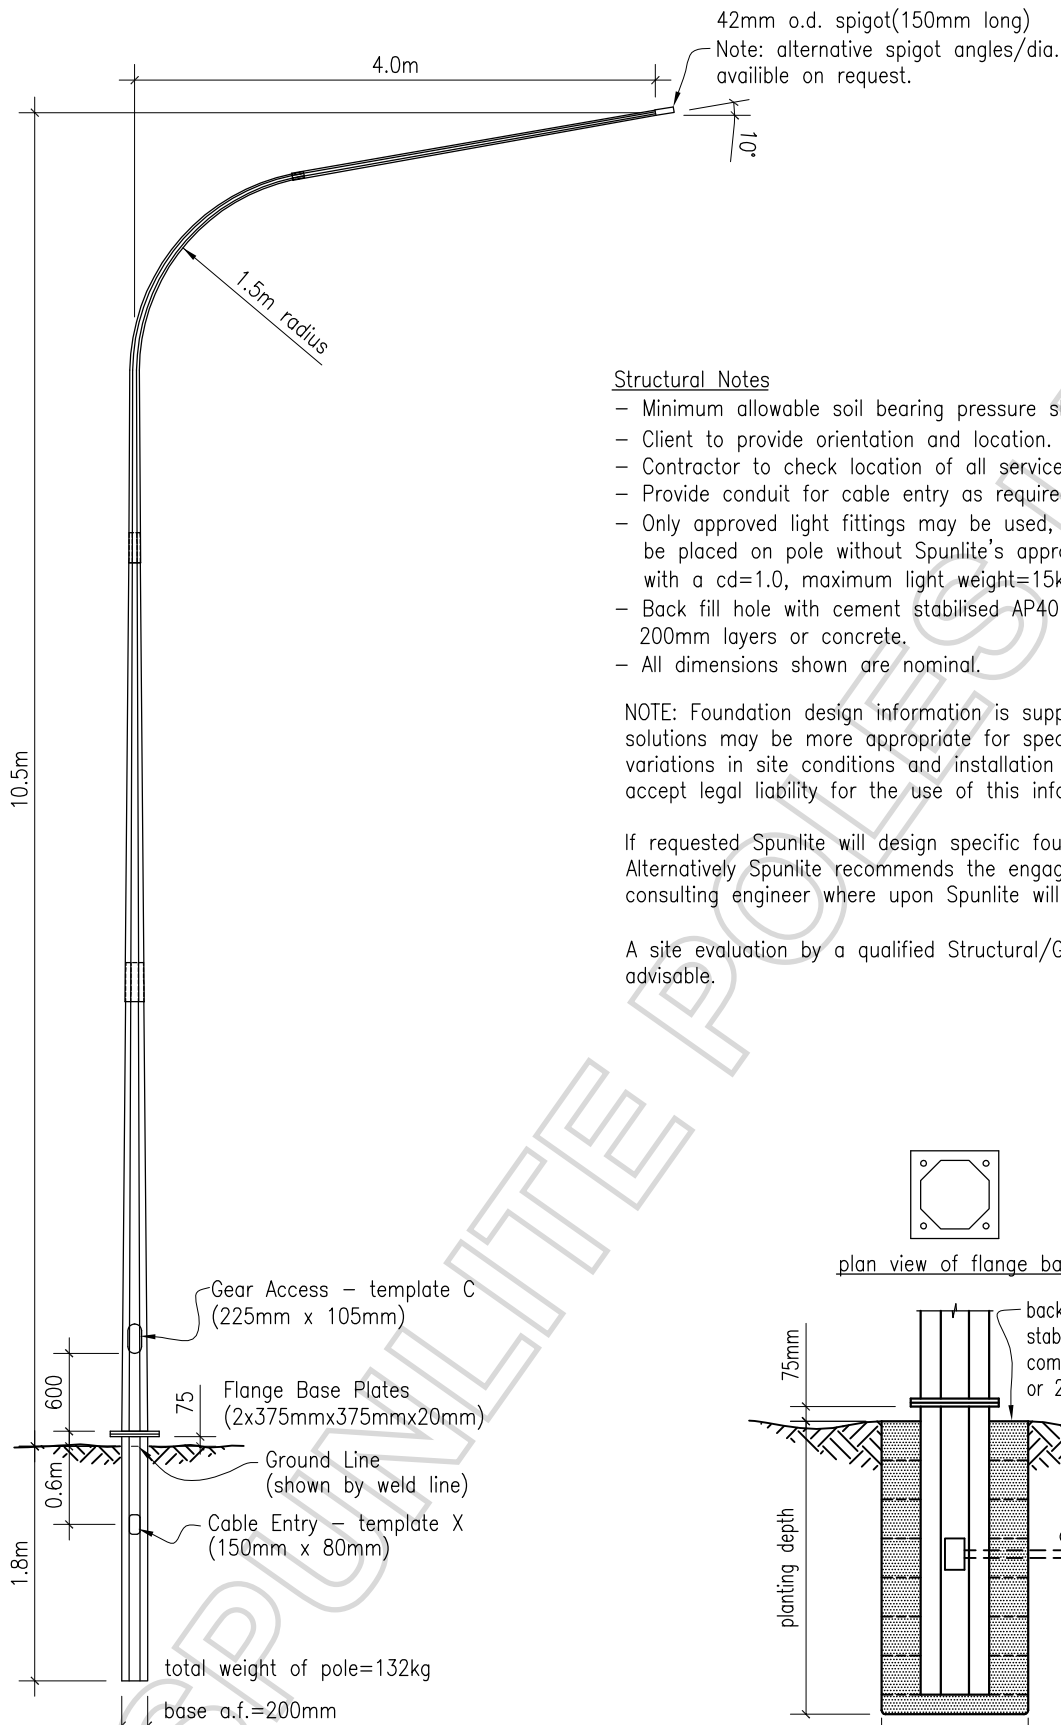 42mm o.d. spigot(150mm long)
Note: alternative spigot angles/dia.
availible on request.
4.0m
10°
1.5m radius
Structural Notes
– Minimum allowable soil bearing pressure
– Client to provide orientation and location.
– Contractor to check location of all service
– Provide conduit for cable entry as require
– Only approved light fittings may be used,
be placed on pole without Spunlite's appr
with a cd=1.0, maximum light weight=15k
– Back fill hole with cement stabilised AP40
200mm layers or concrete.
– All dimensions shown are nominal.
NOTE: Foundation design information is supp
solutions may be more appropriate for spec
variations in site conditions and installation
accept legal liability for the use of this info
If requested Spunlite will design specific fou
Alternatively Spunlite recommends the engag
consulting engineer where upon Spunlite will
A site evaluation by a qualified Structural/G
advisable.
10.5m
SPUNLITE POLES
plan view of flange ba
Gear Access – template C
(225mm x 105mm)
600
75
Flange Base Plates
(2x375mmx375mmx20mm)
Ground Line
(shown by weld line)
0.6m
Cable Entry – template X
(150mm x 80mm)
1.8m
total weight of pole=132kg
base a.f.=200mm
75mm
back
stab
com
or 2
planting depth